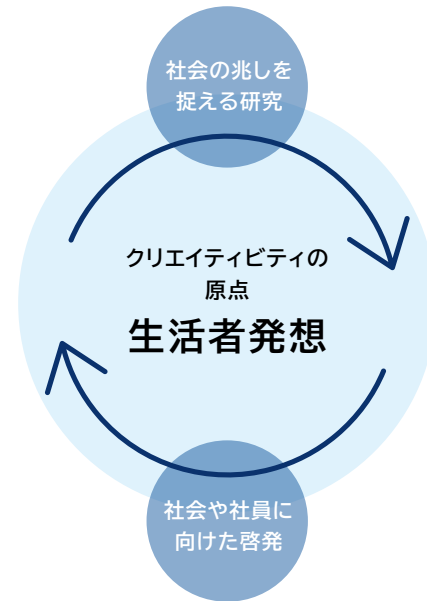 社会の兆しを
捉える研究
クリエイティビティの
原点
生活者発想
社会や社員に
向けた啓発